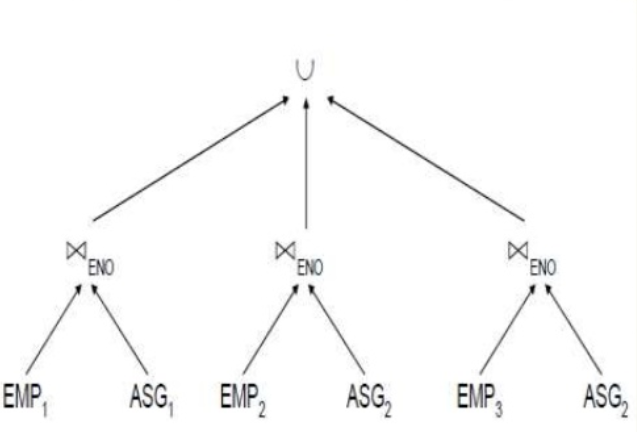 ∪
⋈ENO ⋈ENO ⋈ENO
EMP₁ ASG₁ EMP₂ ASG₂ EMP₃ ASG₂